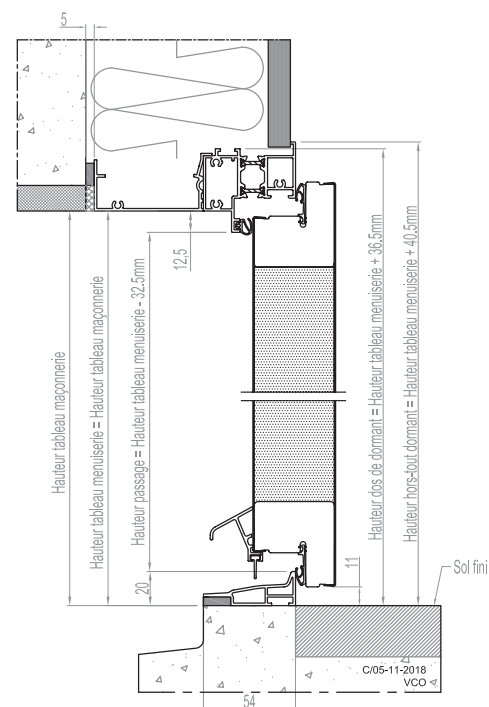 5
12,5
Hauteur tableau maçonnerie
Hauteur tableau menuiserie = Hauteur tableau maçonnerie
Hauteur passage = Hauteur tableau menuiserie - 32.5mm
Hauteur dos de dormant = Hauteur tableau menuiserie + 36.5mm
Hauteur hors-tout dormant = Hauteur tableau menuiserie + 40.5mm
20
11
Sol fini
C/05-11-2018
VCO
54